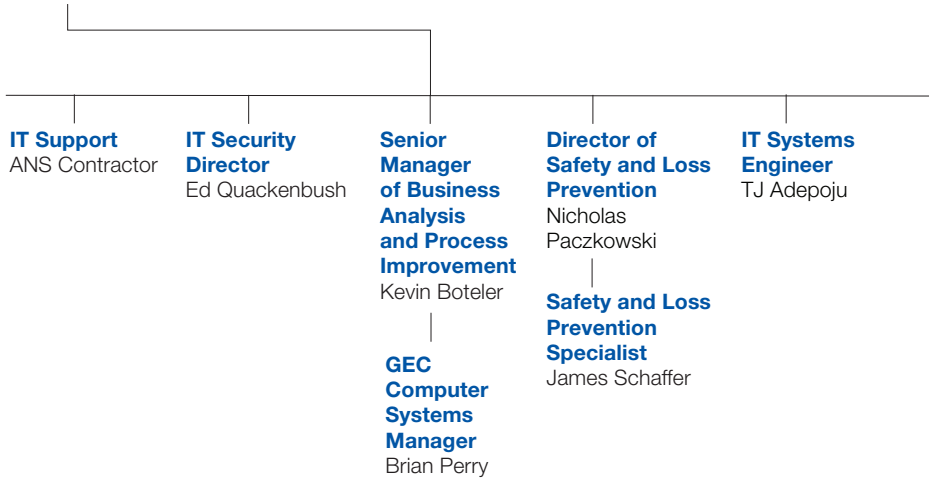 IT Support
ANS Contractor
IT Security
Director
Ed Quackenbush
Senior
Manager
of Business
Analysis
and Process
Improvement
Kevin Boteler
GEC
Computer
Systems
Manager
Brian Perry
Director of
Safety and Loss
Prevention
Nicholas
Paczkowski
Safety and Loss
Prevention
Specialist
James Schaffer
IT Systems
Engineer
TJ Adepoju